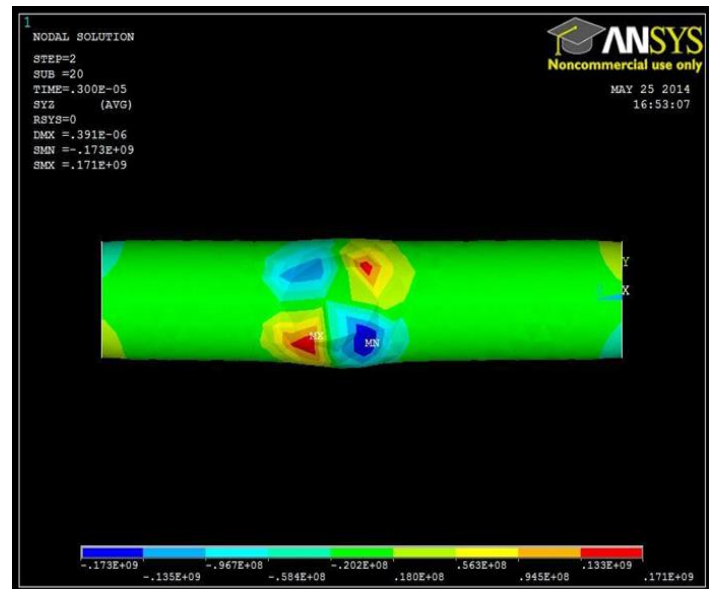 1
NODAL SOLUTION
STEP=2
SUB =20
TIME=.300E-05
SYZ (AVG)
RSYS=0
DMX =.391E-06
SMN =-.173E+09
SMX =.171E+09
ANSYS
Noncommercial use only
MAY 25 2014
16:53:07
Y
X
MX
MN
-.173E+09 -.967E+08 -.202E+08 .563E+08 .133E+09
-.135E+09 -.584E+08 .180E+08 .945E+08 .171E+09